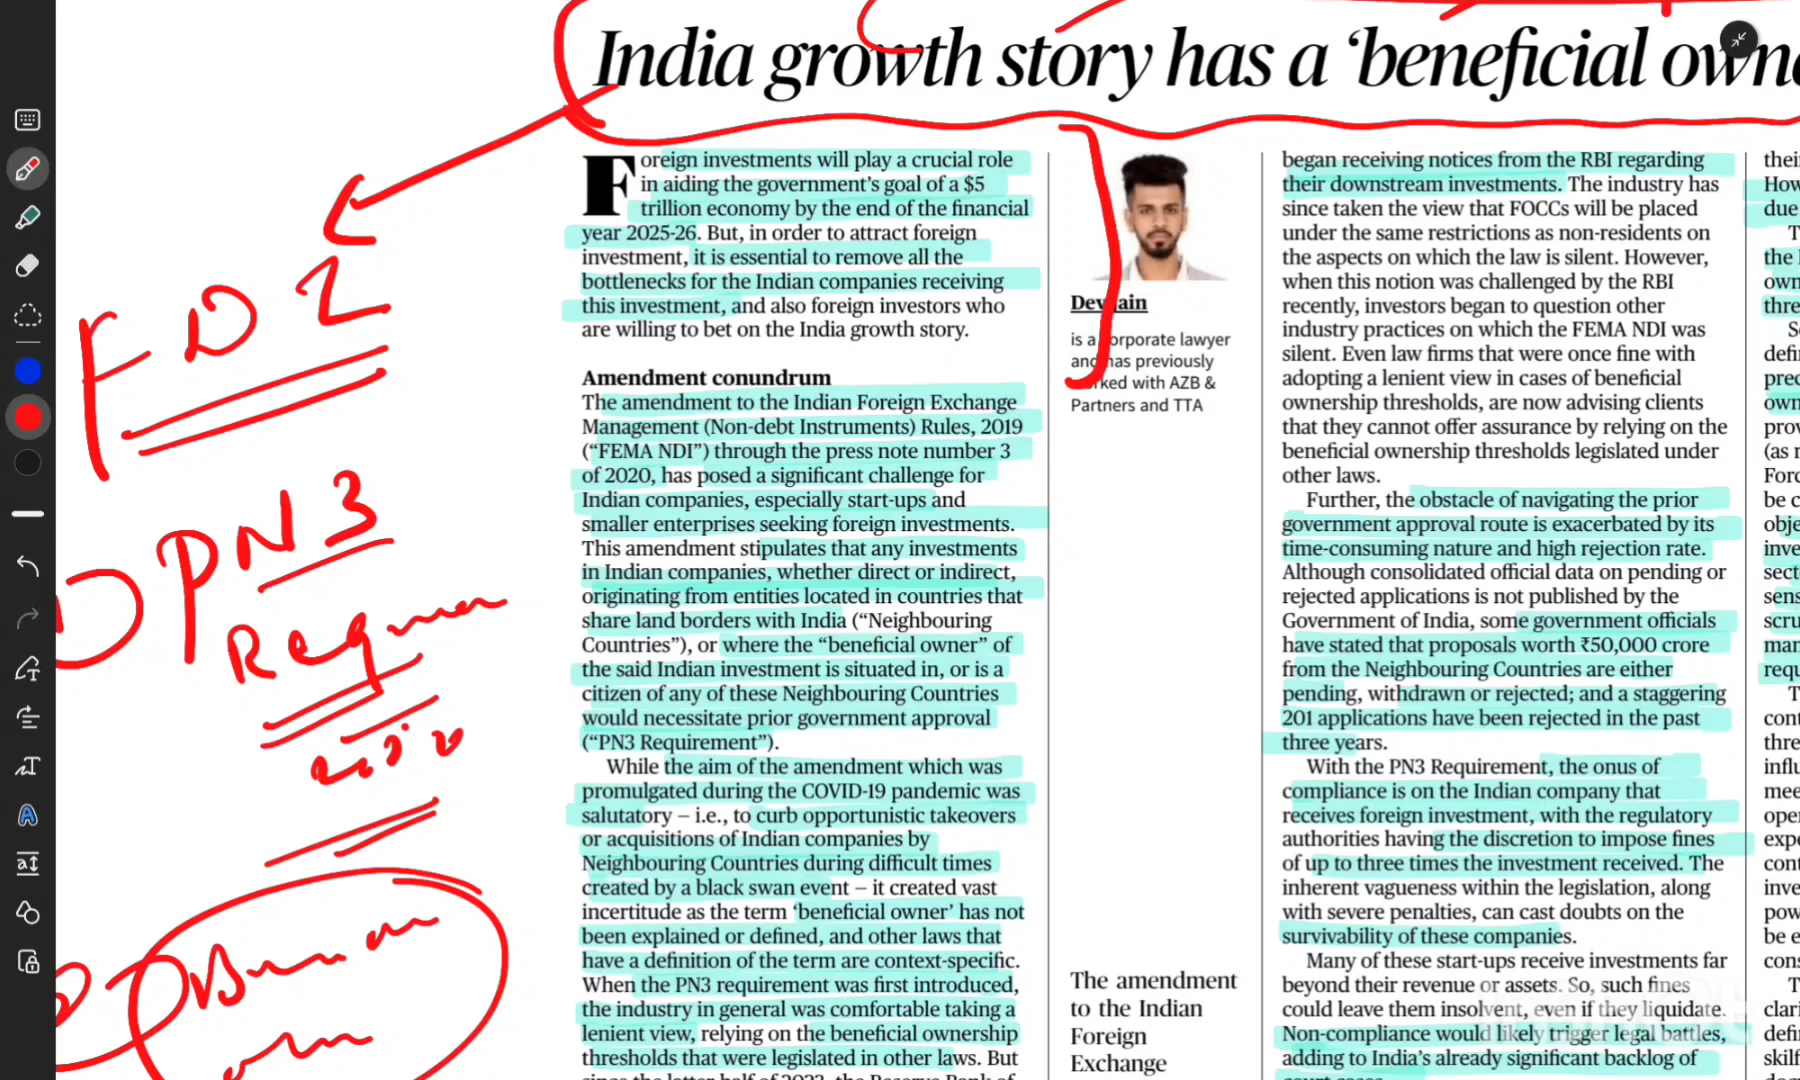 India growth story has a ‘beneficial own
Foreign investments will play a crucial role
in aiding the government’s goal of a $5
trillion economy by the end of the financial
year 2025-26. But, in order to attract foreign
investment, it is essential to remove all the
bottlenecks for the Indian companies receiving
this investment, and also foreign investors who
are willing to bet on the India growth story.
Amendment conundrum
The amendment to the Indian Foreign Exchange
Management (Non-debt Instruments) Rules, 2019
(“FEMA NDI”) through the press note number 3
of 2020, has posed a significant challenge for
Indian companies, especially start-ups and
smaller enterprises seeking foreign investments.
This amendment stipulates that any investments
in Indian companies, whether direct or indirect,
originating from entities located in countries that
share land borders with India (“Neighbouring
Countries”), or where the “beneficial owner” of
the said Indian investment is situated in, or is a
citizen of any of these Neighbouring Countries
would necessitate prior government approval
(“PN3 Requirement”).
While the aim of the amendment which was
promulgated during the COVID-19 pandemic was
salutatory – i.e., to curb opportunistic takeovers
or acquisitions of Indian companies by
Neighbouring Countries during difficult times
created by a black swan event – it created vast
incertitude as the term ‘beneficial owner’ has not
been explained or defined, and other laws that
have a definition of the term are context-specific.
When the PN3 requirement was first introduced,
the industry in general was comfortable taking a
lenient view, relying on the beneficial ownership
thresholds that were legislated in other laws. But
Dev Jain
is a corporate lawyer
and has previously
worked with AZB &
Partners and TTA
The amendment
to the Indian
Foreign
Exchange
began receiving notices from the RBI regarding
their downstream investments. The industry has
since taken the view that FOCCs will be placed
under the same restrictions as non-residents on
the aspects on which the law is silent. However,
when this notion was challenged by the RBI
recently, investors began to question other
industry practices on which the FEMA NDI was
silent. Even law firms that were once fine with
adopting a lenient view in cases of beneficial
ownership thresholds, are now advising clients
that they cannot offer assurance by relying on the
beneficial ownership thresholds legislated under
other laws.
Further, the obstacle of navigating the prior
government approval route is exacerbated by its
time-consuming nature and high rejection rate.
Although consolidated official data on pending or
rejected applications is not published by the
Government of India, some government officials
have stated that proposals worth ₹50,000 crore
from the Neighbouring Countries are either
pending, withdrawn or rejected; and a staggering
201 applications have been rejected in the past
three years.
With the PN3 Requirement, the onus of
compliance is on the Indian company that
receives foreign investment, with the regulatory
authorities having the discretion to impose fines
of up to three times the investment received. The
inherent vagueness within the legislation, along
with severe penalties, can cast doubts on the
survivability of these companies.
Many of these start-ups receive investments far
beyond their revenue or assets. So, such fines
could leave them insolvent, even if they liquidate.
Non-compliance would likely trigger legal battles,
adding to India’s already significant backlog of
FDI
PN3